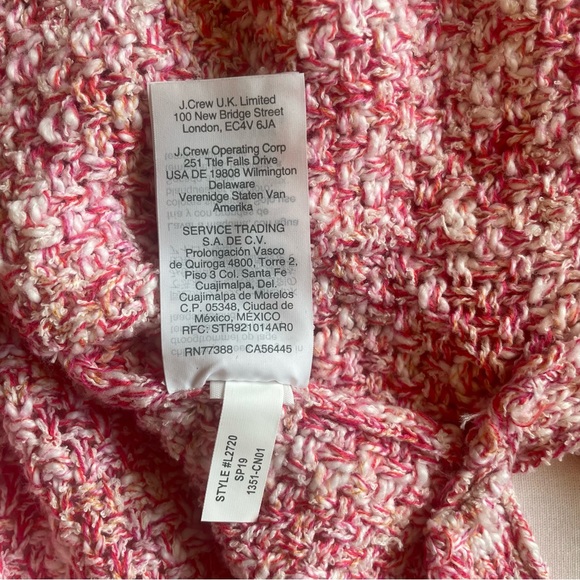 J.Crew U.K. Limited
100 New Bridge Street
London, EC4V 6JA
J.Crew Operating Corp
251 Ttle Falls Drive
USA DE 19808 Wilmington
Delaware
Verenidge Staten Van
Amerika
SERVICE TRADING
S.A. DE C.V.
Prolongación Vasco
de Quiroga 4800, Torre 2,
Piso 3 Col. Santa Fe
Cuajimalpa, Del.
Cuajimalpa de Morelos
C.P. 05348, Ciudad de
México, MÉXICO
RFC: STR921014AR0
RN77388 CA56445
STYLE #L2720
SP19
1351-CN01